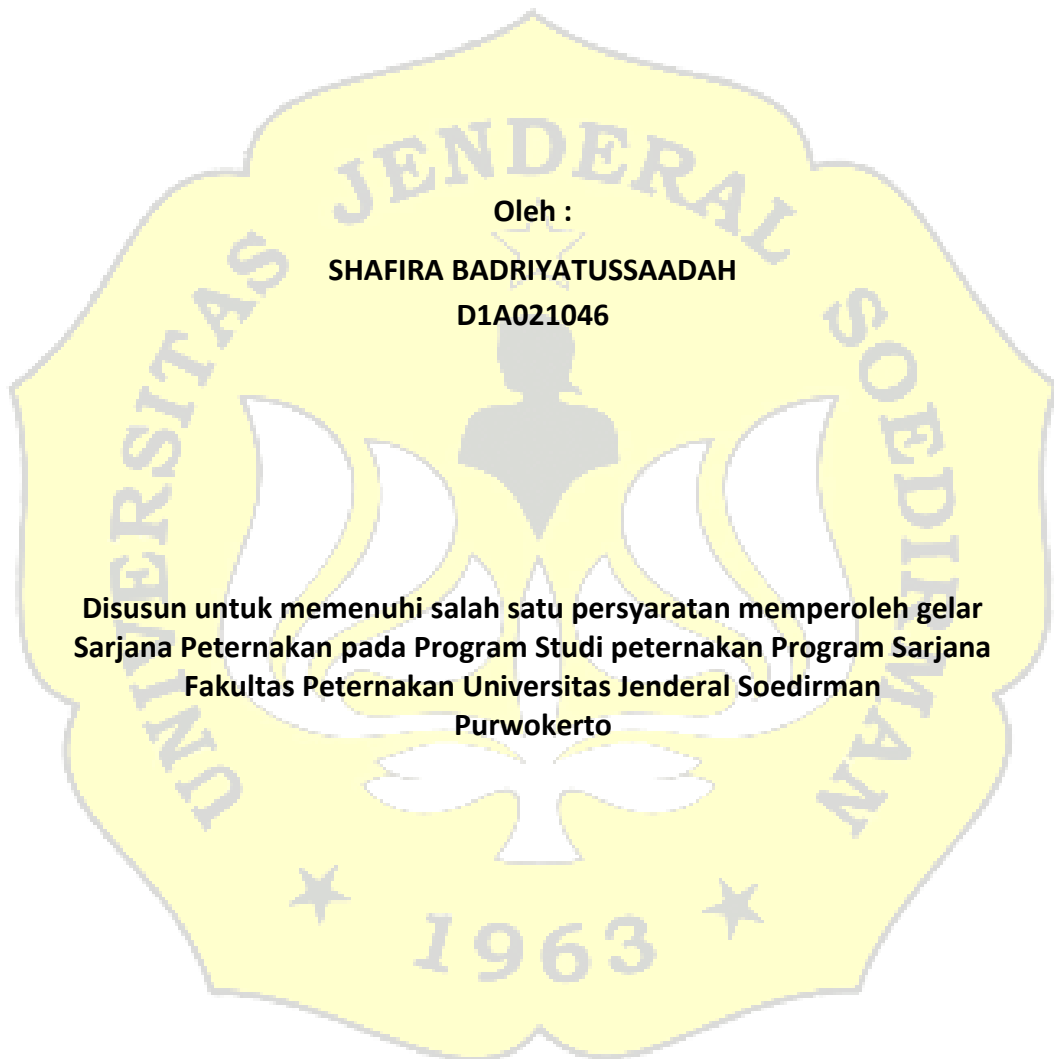 UNIVERSITAS JENDERAL SOEDIRMAN
Oleh :
SHAFIRA BADRIYATUSSAADAH
D1A021046
Disusun untuk memenuhi salah satu persyaratan memperoleh gelar
Sarjana Peternakan pada Program Studi peternakan Program Sarjana
Fakultas Peternakan Universitas Jenderal Soedirman
Purwokerto
1963